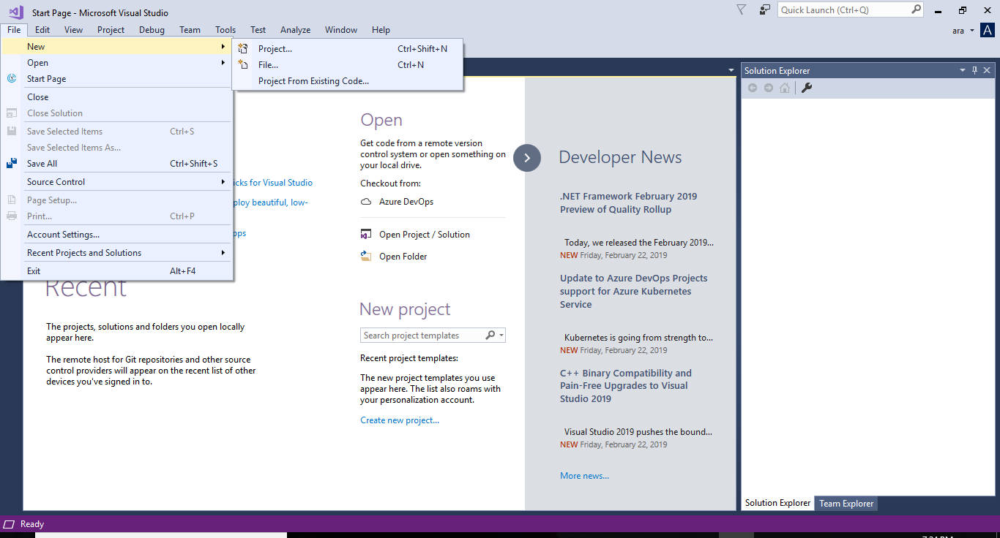 Start Page - Microsoft Visual Studio
Quick Launch (Ctrl+Q)
File Edit View Project Debug Team Tools Test Analyze Window Help
ara A
New
Open
Start Page
Close
Close Solution
Save Selected Items Ctrl+S
Save Selected Items As...
Save All Ctrl+Shift+S
Source Control
Page Setup...
Print... Ctrl+P
Account Settings...
Recent Projects and Solutions
Exit Alt+F4
Project... Ctrl+Shift+N
File... Ctrl+N
Project From Existing Code...
for Visual Studio
beautiful, low-
Recent
The projects, solutions and folders you open locally
appear here.
The remote host for Git repositories and other source
control providers will appear on the recent list of other
devices you've signed in to.
Open
Get code from a remote version
control system or open something on
your local drive.
Checkout from:
Azure DevOps
Open Project / Solution
Open Folder
New project
Search project templates
Recent project templates:
The new project templates you use
appear here. The list also roams with
your personalization account.
Create new project...
Developer News
.NET Framework February 2019
Preview of Quality Rollup
Today, we released the February 2019...
NEW Friday, February 22, 2019
Update to Azure DevOps Projects
support for Azure Kubernetes
Service
Kubernetes is going from strength to...
NEW Friday, February 22, 2019
C++ Binary Compatibility and
Pain-Free Upgrades to Visual
Studio 2019
Visual Studio 2019 pushes the bound...
NEW Friday, February 22, 2019
More news...
Solution Explorer
Solution Explorer Team Explorer
Ready